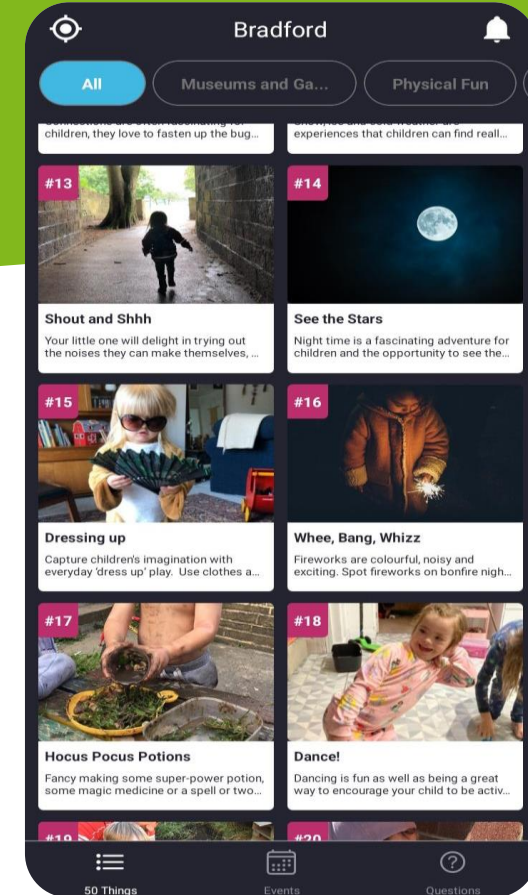 Bradford
All
Museums and Ga...
Physical Fun
children, they love to fasten up the bug...
experiences that children can find reall...
#13
#14
Shout and Shhh
Your little one will delight in trying out
the noises they can make themselves, ...
See the Stars
Night time is a fascinating adventure for
children and the opportunity to see the...
#15
#16
Dressing up
Capture children's imagination with
everyday 'dress up' play. Use clothes a...
Whee, Bang, Whizz
Fireworks are colourful, noisy and
exciting. Spot fireworks on bonfire nigh...
#17
#18
Hocus Pocus Potions
Fancy making some super-power potion,
some magic medicine or a spell or two...
Dance!
Dancing is fun as well as being a great
way to encourage your child to be activ...
#19
#20
50 Things
Events
Questions